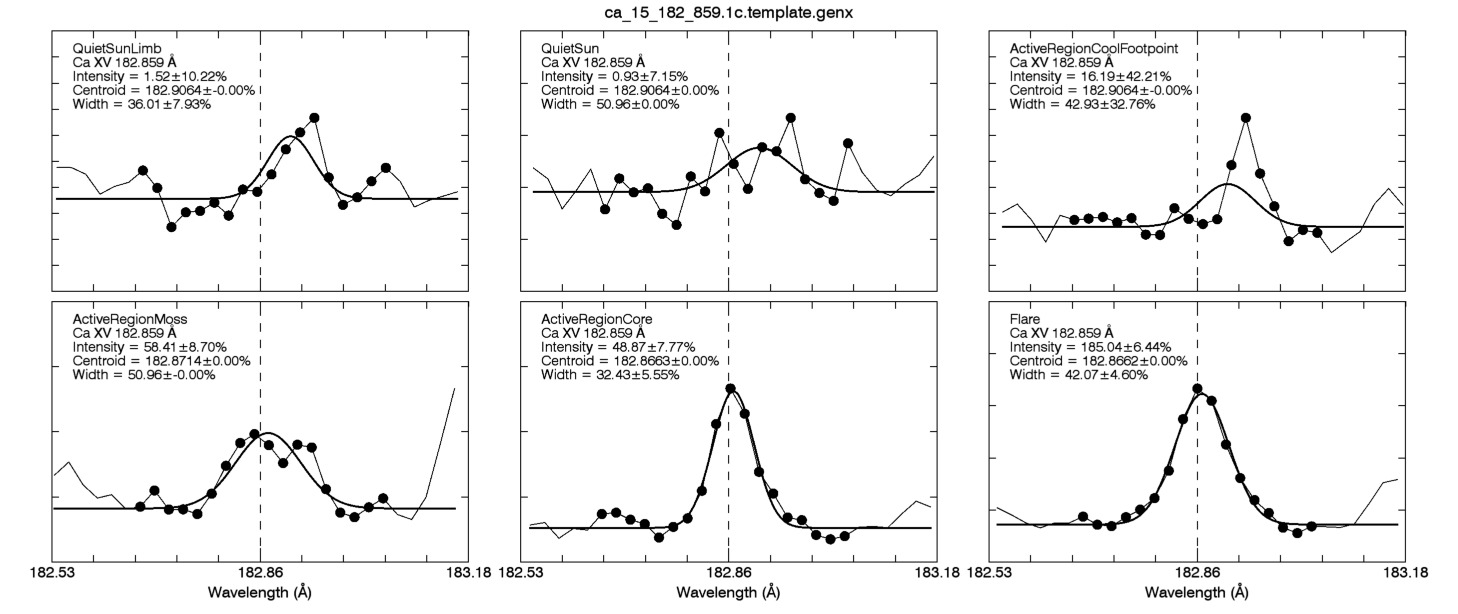 ca_15_182_859.1c.template.genx
QuietSunLimb
Ca XV 182.859 Å
Intensity = 1.52±10.22%
Centroid = 182.9064±-0.00%
Width = 36.01±7.93%
QuietSun
Ca XV 182.859 Å
Intensity = 0.93±7.15%
Centroid = 182.9064±0.00%
Width = 50.96±0.00%
ActiveRegionCoolFootpoint
Ca XV 182.859 Å
Intensity = 16.19±42.21%
Centroid = 182.9064±-0.00%
Width = 42.93±32.76%
ActiveRegionMoss
Ca XV 182.859 Å
Intensity = 58.41±8.70%
Centroid = 182.8714±0.00%
Width = 50.96±-0.00%
ActiveRegionCore
Ca XV 182.859 Å
Intensity = 48.87±7.77%
Centroid = 182.8663±0.00%
Width = 32.43±5.55%
Flare
Ca XV 182.859 Å
Intensity = 185.04±6.44%
Centroid = 182.8662±0.00%
Width = 42.07±4.60%
182.53 182.86 183.18 182.53 182.86 183.18 182.53 182.86 183.18
Wavelength (Å) Wavelength (Å) Wavelength (Å)